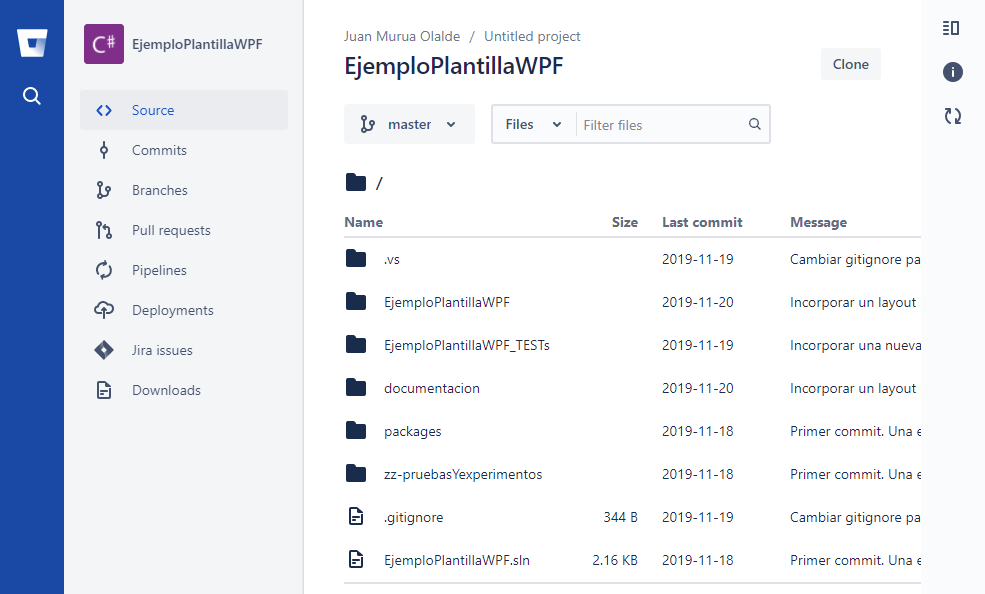 C#
EjemploPlantillaWPF
Source
Commits
Branches
Pull requests
Pipelines
Deployments
Jira issues
Downloads
Juan Murua Olalde / Untitled project
EjemploPlantillaWPF
Clone
master
Files
Filter files
/
Name Size Last commit Message
.vs 2019-11-19 Cambiar gitignore pa
EjemploPlantillaWPF 2019-11-20 Incorporar un layout
EjemploPlantillaWPF_TESTs 2019-11-19 Incorporar una nueva
documentacion 2019-11-20 Incorporar un layout
packages 2019-11-18 Primer commit. Una e
zz-pruebasYexperimentos 2019-11-18 Primer commit. Una e
.gitignore 344 B 2019-11-19 Cambiar gitignore pa
EjemploPlantillaWPF.sln 2.16 KB 2019-11-18 Primer commit. Una e